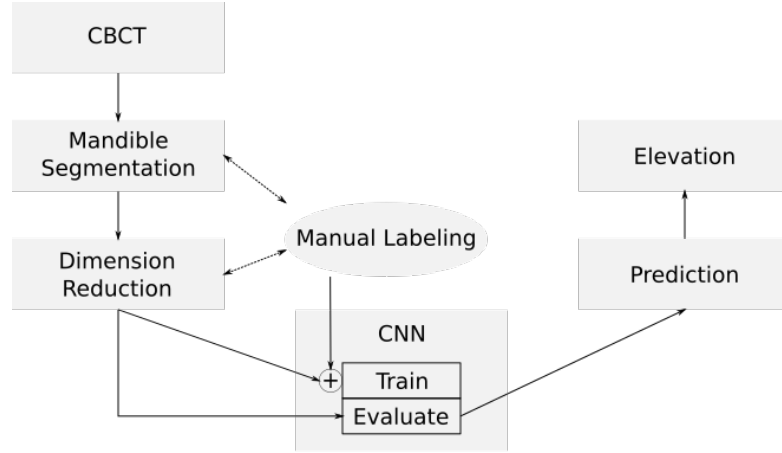 CBCT
Mandible
Segmentation
Dimension
Reduction
Manual Labeling
CNN
+
Train
Evaluate
Elevation
Prediction